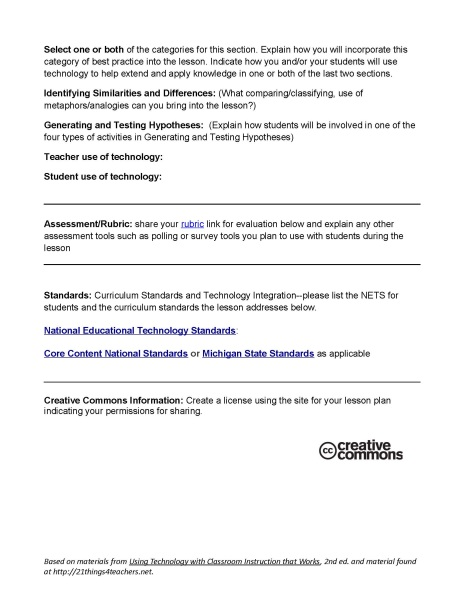 Select one or both of the categories for this section. Explain how you will incorporate this
category of best practice into the lesson. Indicate how you and/or your students will use
technology to help extend and apply knowledge in one or both of the last two sections.
Identifying Similarities and Differences: (What comparing/classifying, use of
metaphors/analogies can you bring into the lesson?)
Generating and Testing Hypotheses:  (Explain how students will be involved in one of the
four types of activities in Generating and Testing Hypotheses)
Teacher use of technology:
Student use of technology:
Assessment/Rubric: share your rubric link for evaluation below and explain any other
assessment tools such as polling or survey tools you plan to use with students during the
lesson
Standards: Curriculum Standards and Technology Integration--please list the NETS for
students and the curriculum standards the lesson addresses below.
National Educational Technology Standards:
Core Content National Standards or Michigan State Standards as applicable
Creative Commons Information: Create a license using the site for your lesson plan
indicating your permissions for sharing.
cc creative
commons
Based on materials from Using Technology with Classroom Instruction that Works, 2nd ed. and material found
at http://21things4teachers.net.